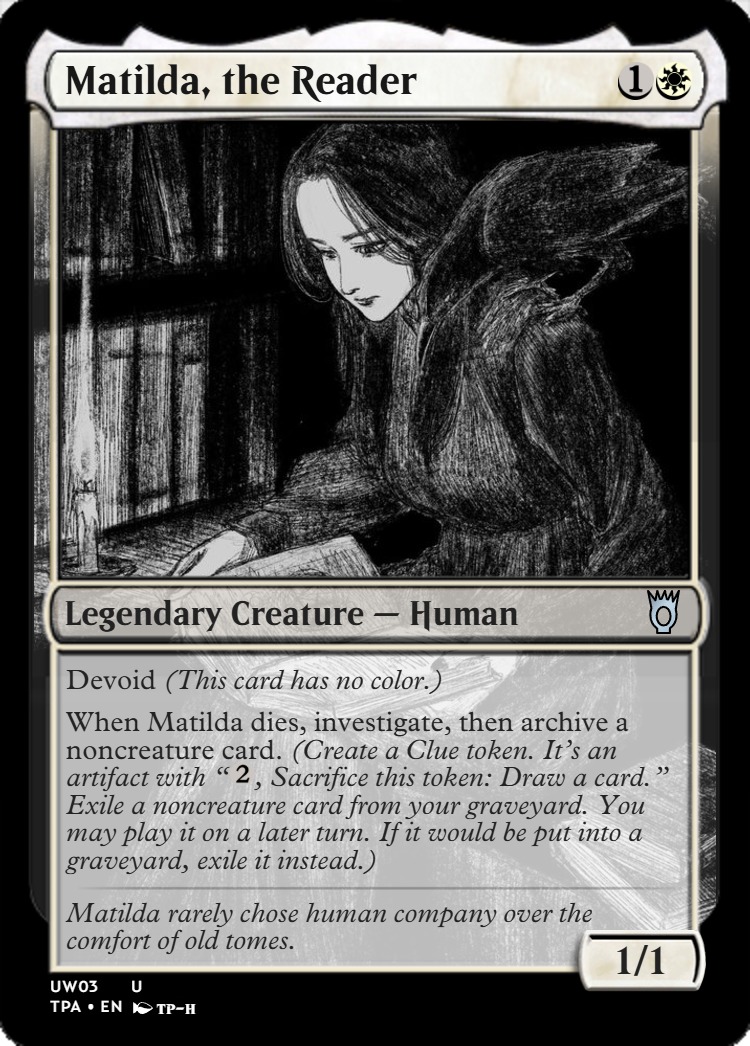 Matilda, the Reader 1
Legendary Creature — Human
Devoid (This card has no color.)
When Matilda dies, investigate, then archive a
noncreature card. (Create a Clue token. It's an
artifact with “ 2, Sacrifice this token: Draw a card.”
Exile a noncreature card from your graveyard. You
may play it on a later turn. If it would be put into a
graveyard, exile it instead.)
Matilda rarely chose human company over the
comfort of old tomes.
1/1
UW03 U
TPA • EN TP-H